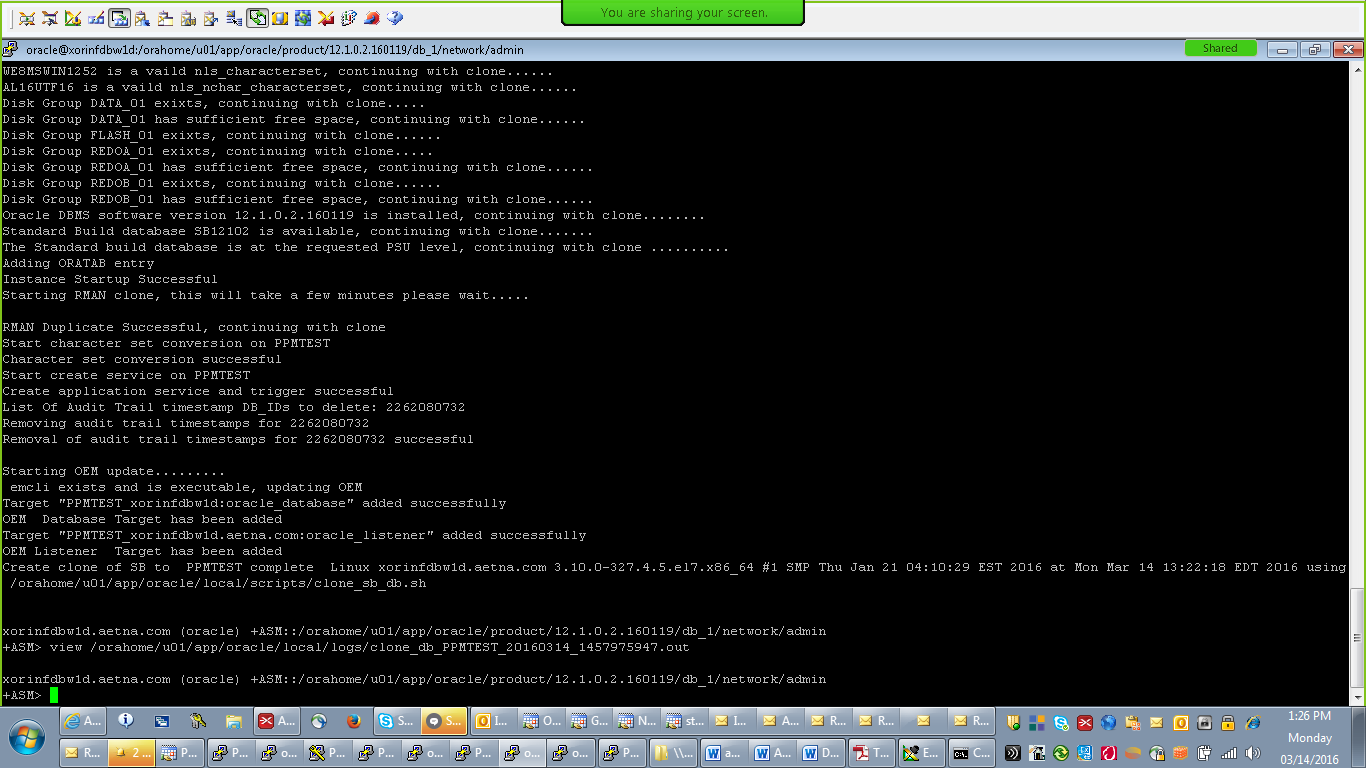 You are sharing your screen.
oracle@xorinfdbw1d:/orahome/u01/app/oracle/product/12.1.0.2.160119/db_1/network/admin
Shared
WE8MSWIN1252 is a vaild nls_characterset, continuing with clone......
AL16UTF16 is a vaild nls_nchar_characterset, continuing with clone......
Disk Group DATA_01 exixts, continuing with clone.....
Disk Group DATA_01 has sufficient free space, continuing with clone......
Disk Group FLASH_01 exixts, continuing with clone......
Disk Group REDOA_01 exixts, continuing with clone.....
Disk Group REDOA_01 has sufficient free space, continuing with clone......
Disk Group REDOB_01 exixts, continuing with clone......
Disk Group REDOB_01 has sufficient free space, continuing with clone......
Oracle DBMS software version 12.1.0.2.160119 is installed, continuing with clone........
Standard Build database SB12102 is available, continuing with clone.......
The Standard build database is at the requested PSU level, continuing with clone ..........
Adding ORATAB entry
Instance Startup Successful
Starting RMAN clone, this will take a few minutes please wait.....
RMAN Duplicate Successful, continuing with clone
Start character set conversion on PPMTEST
Character set conversion successful
Start create service on PPMTEST
Create application service and trigger successful
List Of Audit Trail timestamp DB_IDs to delete: 2262080732
Removing audit trail timestamps for 2262080732
Removal of audit trail timestamps for 2262080732 successful
Starting OEM update.........
emcli exists and is executable, updating OEM
Target "PPMTEST_xorinfdbw1d:oracle_database" added successfully
OEM  Database Target has been added
Target "PPMTEST_xorinfdbw1d.aetna.com:oracle_listener" added successfully
OEM Listener  Target has been added
Create clone of SB to  PPMTEST complete  Linux xorinfdbw1d.aetna.com 3.10.0-327.4.5.el7.x86_64 #1 SMP Thu Jan 21 04:10:29 EST 2016 at Mon Mar 14 13:22:18 EDT 2016 using
/orahome/u01/app/oracle/local/scripts/clone_sb_db.sh
xorinfdbw1d.aetna.com (oracle) +ASM::/orahome/u01/app/oracle/product/12.1.0.2.160119/db_1/network/admin
+ASM> view /orahome/u01/app/oracle/local/logs/clone_db_PPMTEST_20160314_1457975947.out
xorinfdbw1d.aetna.com (oracle) +ASM::/orahome/u01/app/oracle/product/12.1.0.2.160119/db_1/network/admin
+ASM>
A... A... S... S... I... O... G... N... st... I... A... R... R... R...
1:26 PM
Monday
03/14/2016
R... 2... P... P... o... P... P... o... P... o... o... P... \\... a... A... D... T... E... C...